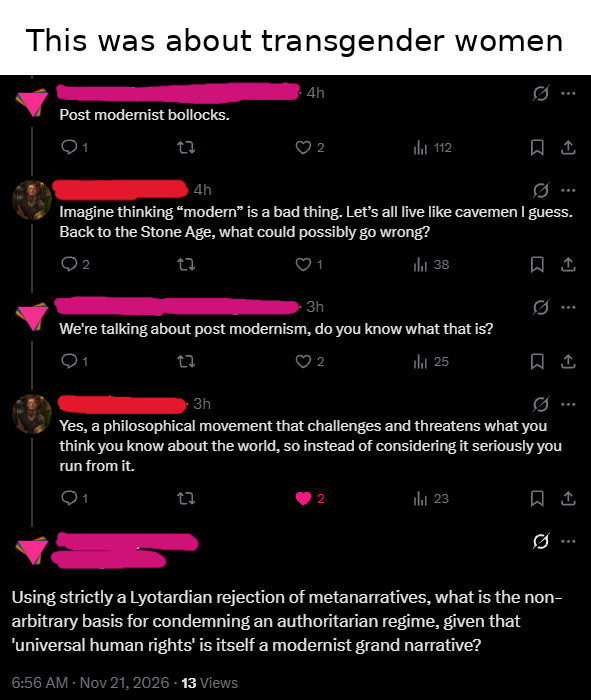 This was about transgender women
· 4h
Post modernist bollocks.
1
2
112
4h
Imagine thinking “modern” is a bad thing. Let’s all live like cavemen I guess.
Back to the Stone Age, what could possibly go wrong?
2
1
38
· 3h
We're talking about post modernism, do you know what that is?
1
2
25
· 3h
Yes, a philosophical movement that challenges and threatens what you
think you know about the world, so instead of considering it seriously you
run from it.
1
2
23
Using strictly a Lyotardian rejection of metanarratives, what is the non-
arbitrary basis for condemning an authoritarian regime, given that
'universal human rights' is itself a modernist grand narrative?
6:56 AM · Nov 21, 2026 · 13 Views